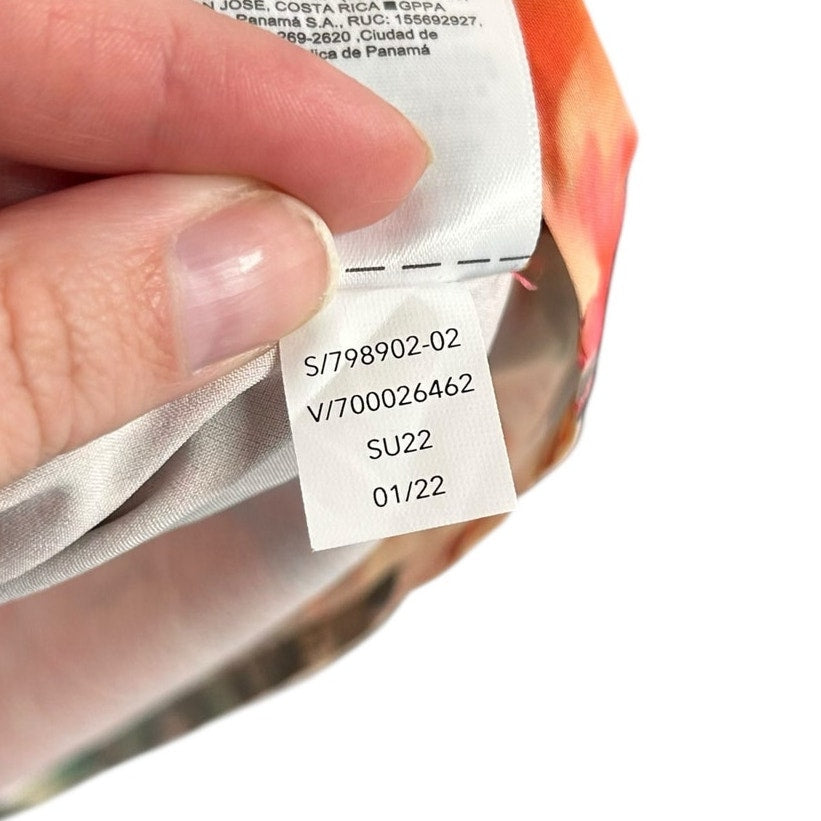 JOSE, COSTA RICA ■GPPA
Panamá S.A., RUC: 155692927,
269-2620 ,Ciudad de
de Panamá
S/798902-02
V/700026462
SU22
01/22